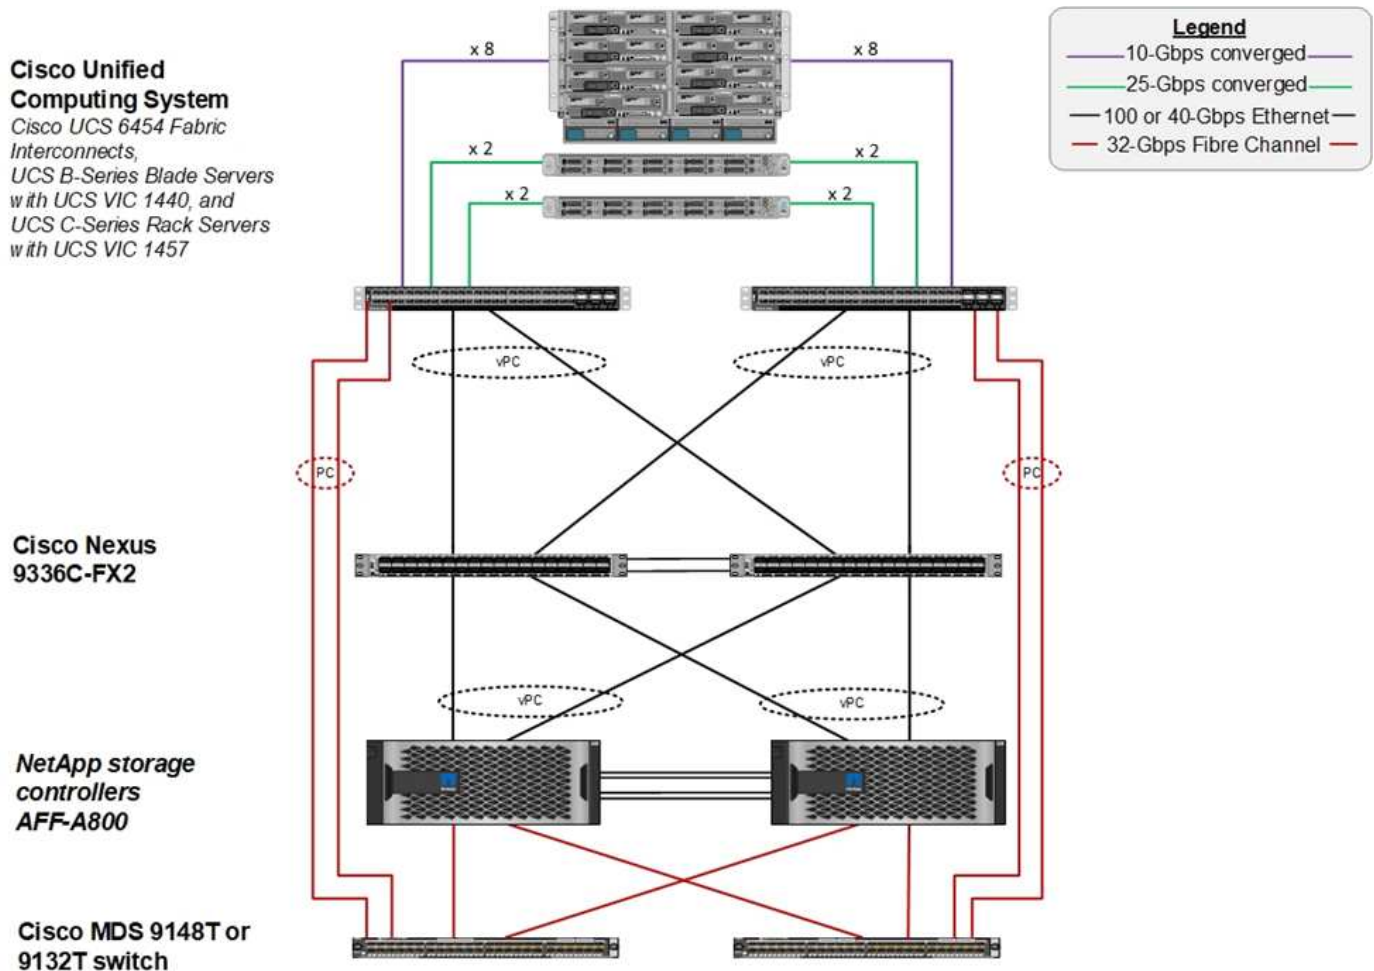 Cisco Unified
Computing System
Cisco UCS 6454 Fabric
Interconnects,
UCS B-Series Blade Servers
with UCS VIC 1440, and
UCS C-Series Rack Servers
with UCS VIC 1457
x 8
x 8
x 2
x 2
x 2
x 2
Legend
10-Gbps converged
25-Gbps converged
100 or 40-Gbps Ethernet
32-Gbps Fibre Channel
vPC
vPC
PC
PC
Cisco Nexus
9336C-FX2
vPC
vPC
NetApp storage
controllers
AFF-A800
Cisco MDS 9148T or
9132T switch